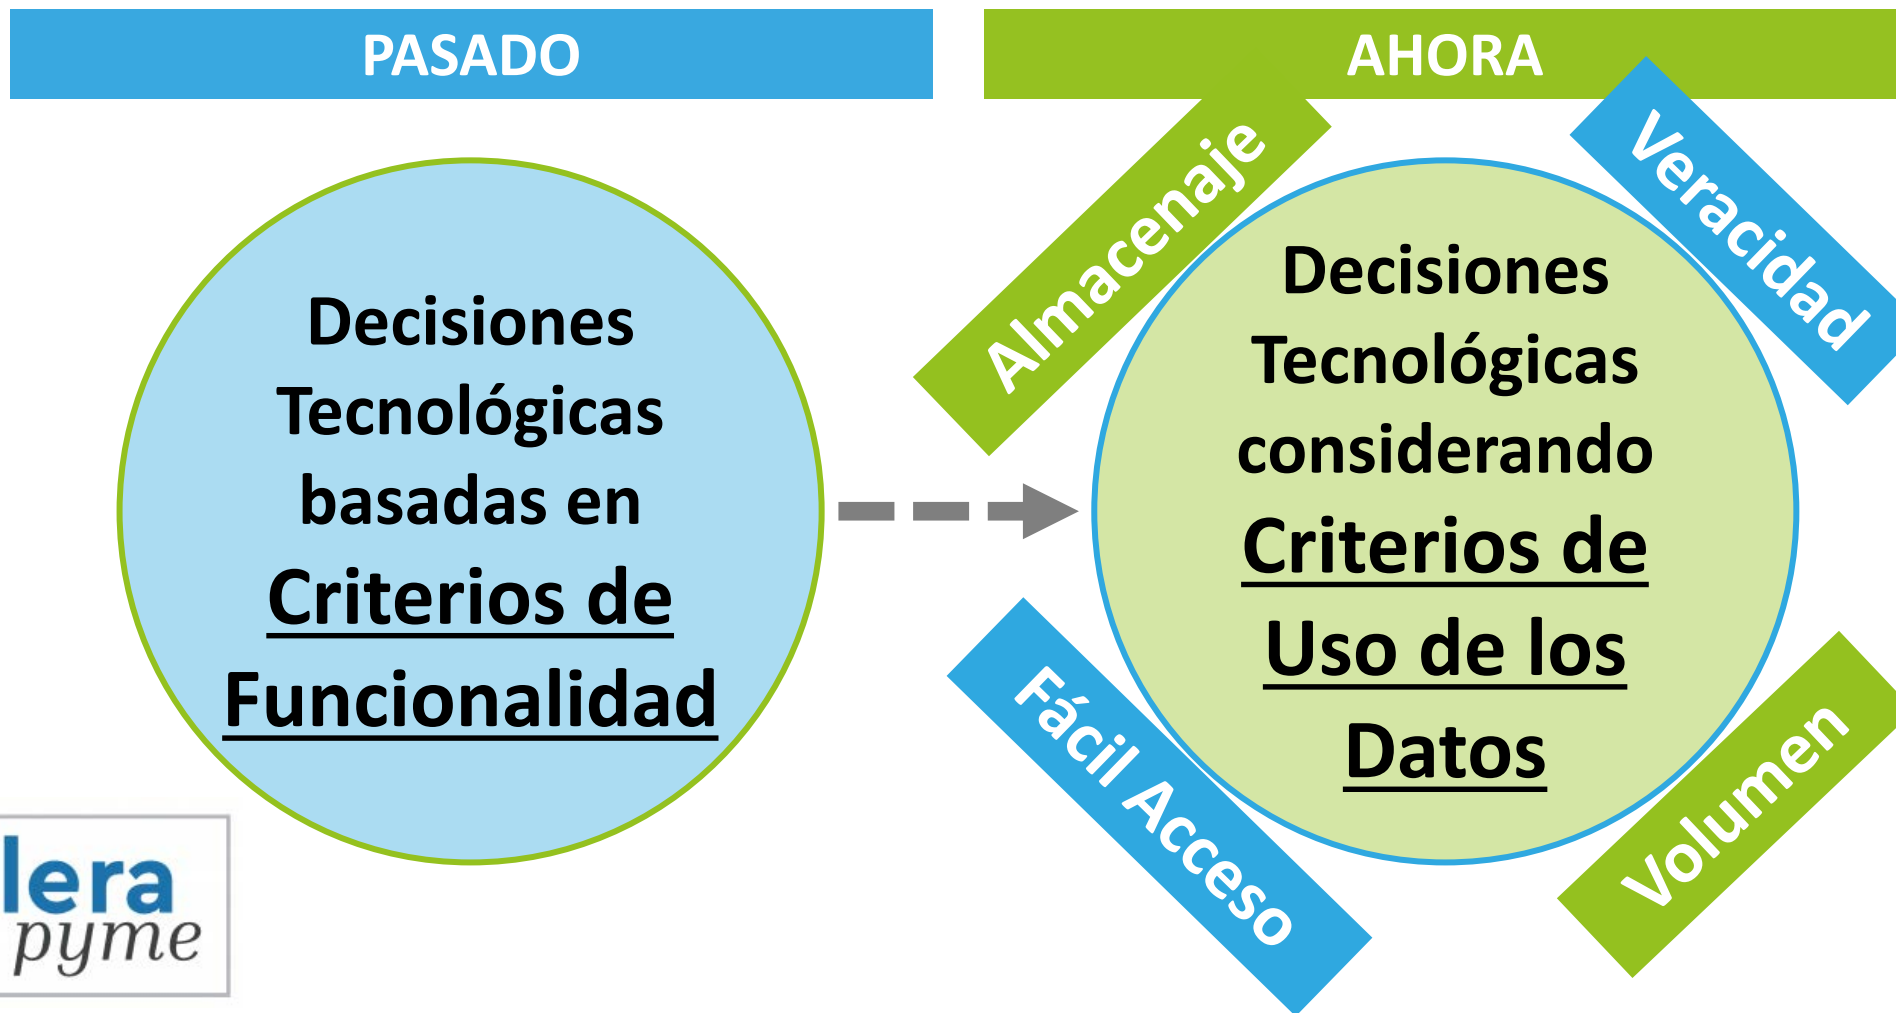 PASADO
AHORA
Decisiones
Tecnológicas
basadas en
Criterios de
Funcionalidad
Almacenaje
Veracidad
Decisiones
Tecnológicas
considerando
Criterios de
Uso de los
Datos
Fácil Acceso
Volumen
lera
pyme